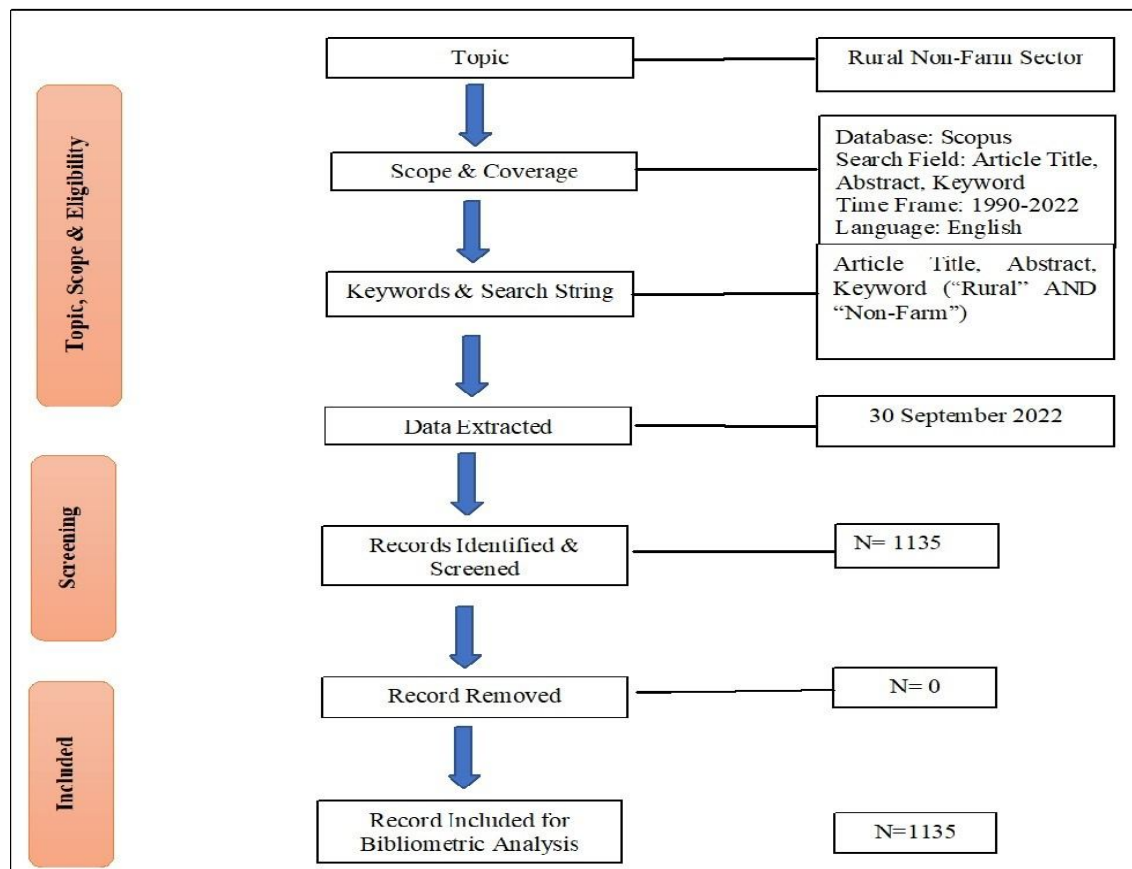 Topic
Rural Non-Farm Sector
Topic, Scope & Eligibility
Scope & Coverage
Database: Scopus
Search Field: Article Title,
Abstract, Keyword
Time Frame: 1990-2022
Language: English
Keywords & Search String
Article Title, Abstract,
Keyword (“Rural” AND
“Non-Farm”)
Data Extracted
30 September 2022
Screening
Records Identified &
Screened
N= 1135
Record Removed
N= 0
Included
Record Included for
Bibliometric Analysis
N=1135